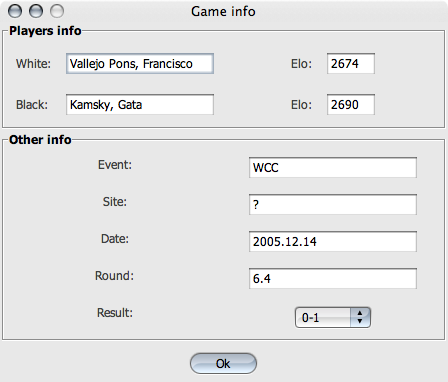 Game info
Players info
White: Vallejo Pons, Francisco Elo: 2674
Black: Kamsky, Gata Elo: 2690
Other info
Event: WCC
Site: ?
Date: 2005.12.14
Round: 6.4
Result: 0-1
Ok